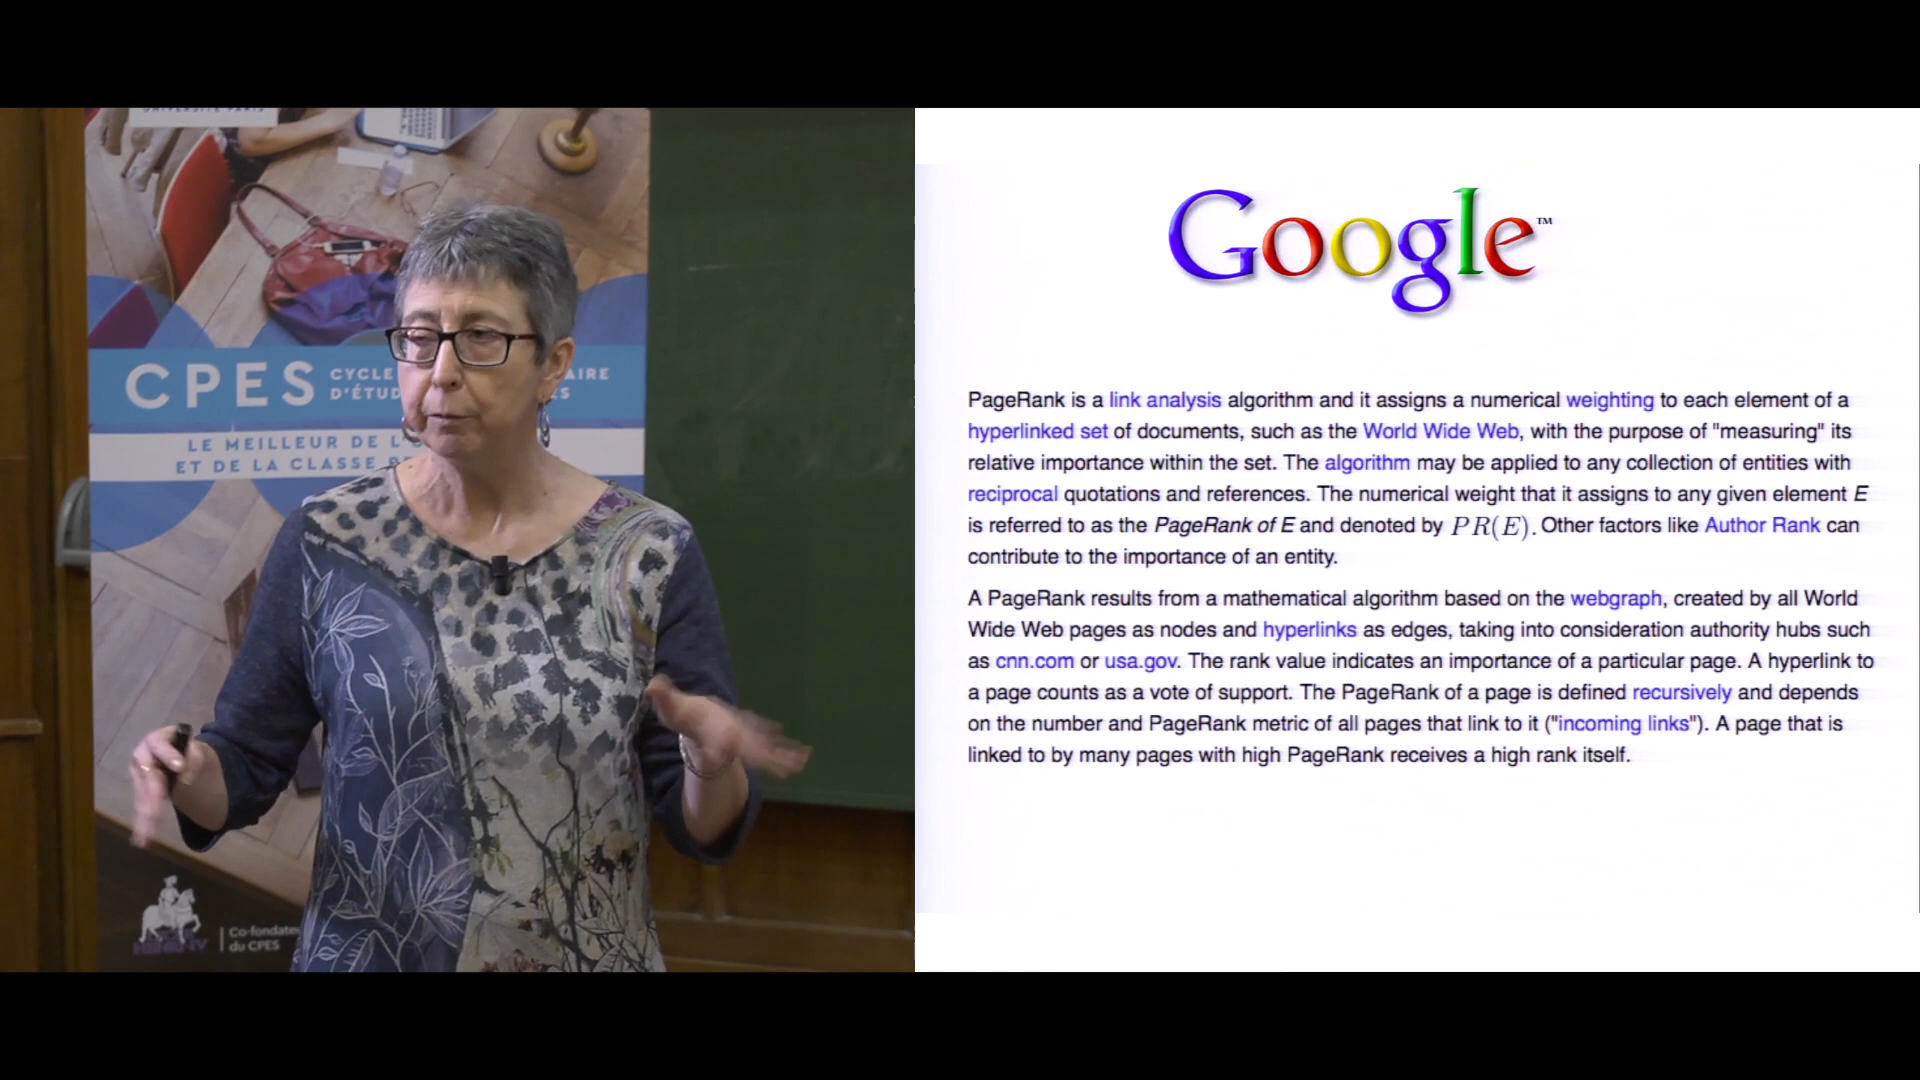 CPES
CYCLE
AIRE
D'ÉTUD
ES
LE MEILLEUR DE L'
ET DE LA CLASSE
Co-fondate
du CPES
Google™
PageRank is a link analysis algorithm and it assigns a numerical weighting to each element of a
hyperlinked set of documents, such as the World Wide Web, with the purpose of "measuring" its
relative importance within the set. The algorithm may be applied to any collection of entities with
reciprocal quotations and references. The numerical weight that it assigns to any given element E
is referred to as the PageRank of E and denoted by PR(E). Other factors like Author Rank can
contribute to the importance of an entity.
A PageRank results from a mathematical algorithm based on the webgraph, created by all World
Wide Web pages as nodes and hyperlinks as edges, taking into consideration authority hubs such
as cnn.com or usa.gov. The rank value indicates an importance of a particular page. A hyperlink to
a page counts as a vote of support. The PageRank of a page is defined recursively and depends
on the number and PageRank metric of all pages that link to it ("incoming links"). A page that is
linked to by many pages with high PageRank receives a high rank itself.